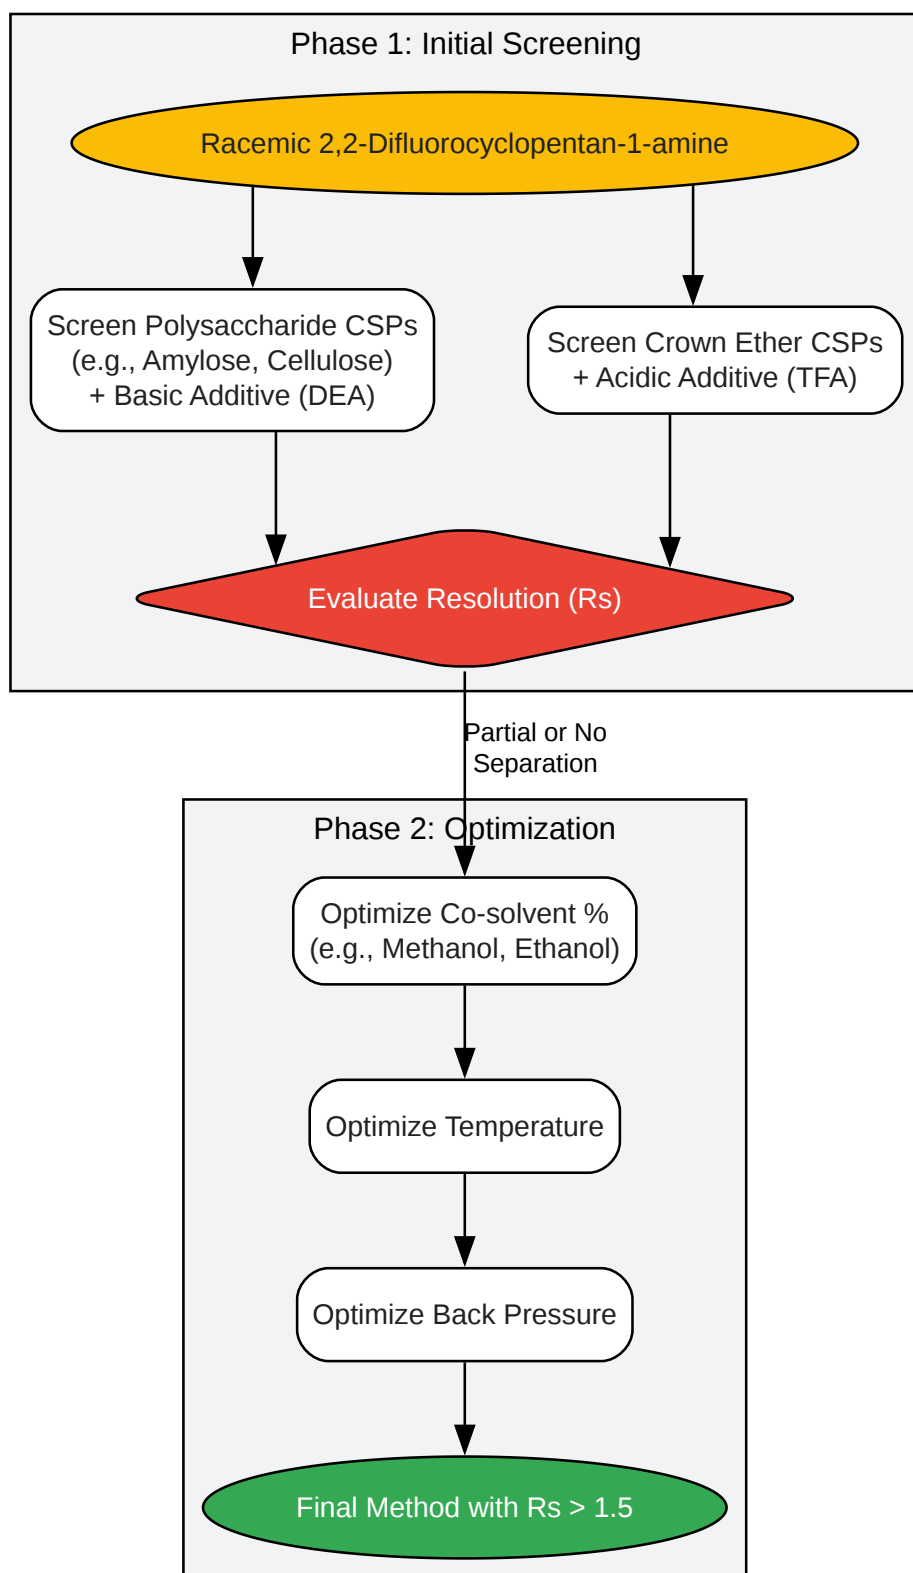 Phase 1: Initial Screening
Racemic 2,2-Difluorocyclopentan-1-amine
Screen Polysaccharide CSPs
(e.g., Amylose, Cellulose)
+ Basic Additive (DEA)
Screen Crown Ether CSPs
+ Acidic Additive (TFA)
Evaluate Resolution (Rs)
Partial or No
Separation
Phase 2: Optimization
Optimize Co-solvent %
(e.g., Methanol, Ethanol)
Optimize Temperature
Optimize Back Pressure
Final Method with Rs > 1.5